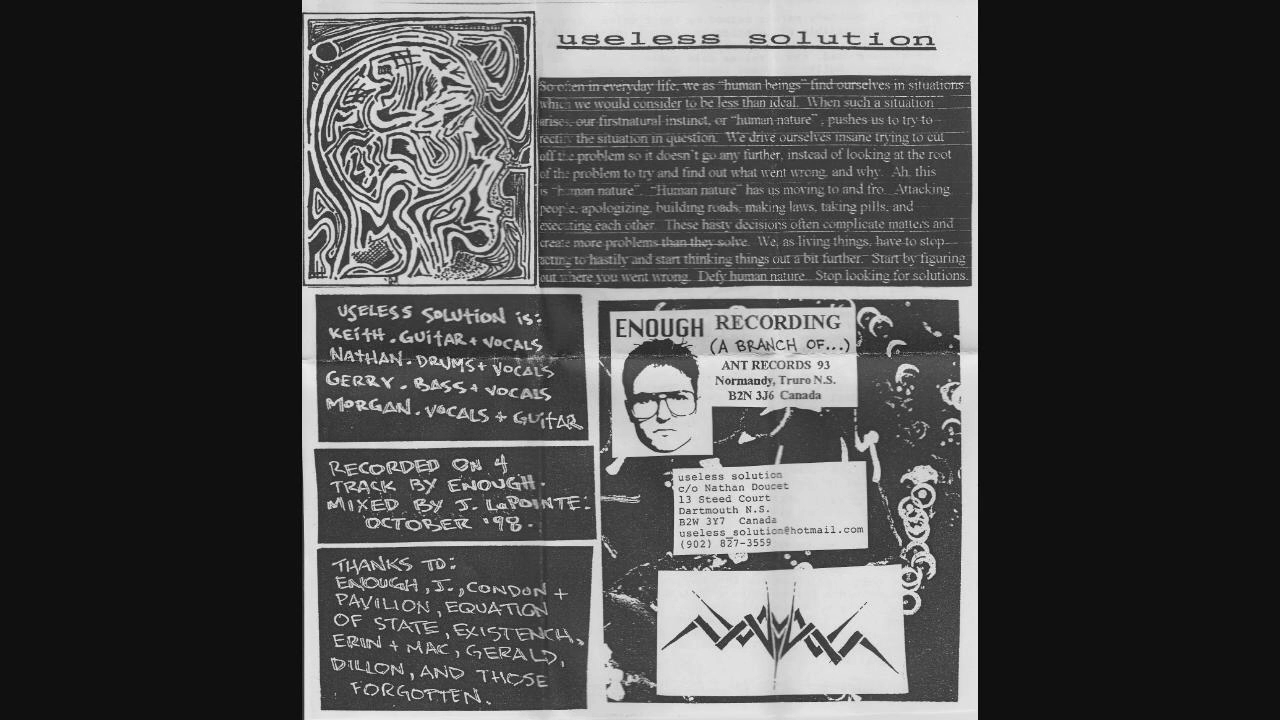 useless solution
So often in everyday life, we as "human beings" find ourselves in situations
which we would consider to be less than ideal. When such a situation
arises, our firstnatural instinct, or "human nature" , pushes us to try to
rectify the situation in question. We drive ourselves insane trying to cut
off the problem so it doesn't go any further, instead of looking at the root
of the problem to try and find out what went wrong, and why. Ah, this
is "human nature". "Human nature" has us moving to and fro. Attacking
people, apologizing, building roads, making laws, taking pills, and
executing each other. These hasty decisions often complicate matters and
create more problems than they solve. We, as living things, have to stop
acting to hastily and start thinking things out a bit further. Start by figuring
out where you went wrong. Defy human nature. Stop looking for solutions.
USELESS SOLUTION is:
KEITH. GUITAR + VOCALS
NATHAN. DRUMS + VOCALS
GERRY. BASS + VOCALS
MORGAN. VOCALS + GUITAR
RECORDED ON 4
TRACK BY ENOUGH.
MIXED BY J. LaPOINTE.
OCTOBER '98.
THANKS TO:
ENOUGH, J., CONDON +
PAVILION, EQUATION
OF STATE, EXISTENCH,
ERIN + MAC, GERALD,
DILLON, AND THOSE
FORGOTTEN.
ENOUGH RECORDING
(A BRANCH OF...)
ANT RECORDS 93
Normandy, Truro N.S.
B2N 3J6 Canada
useless solution
c/o Nathan Doucet
13 Steed Court
Dartmouth N.S.
B2W 3Y7 Canada
useless_solution@hotmail.com
(902) 827-3559